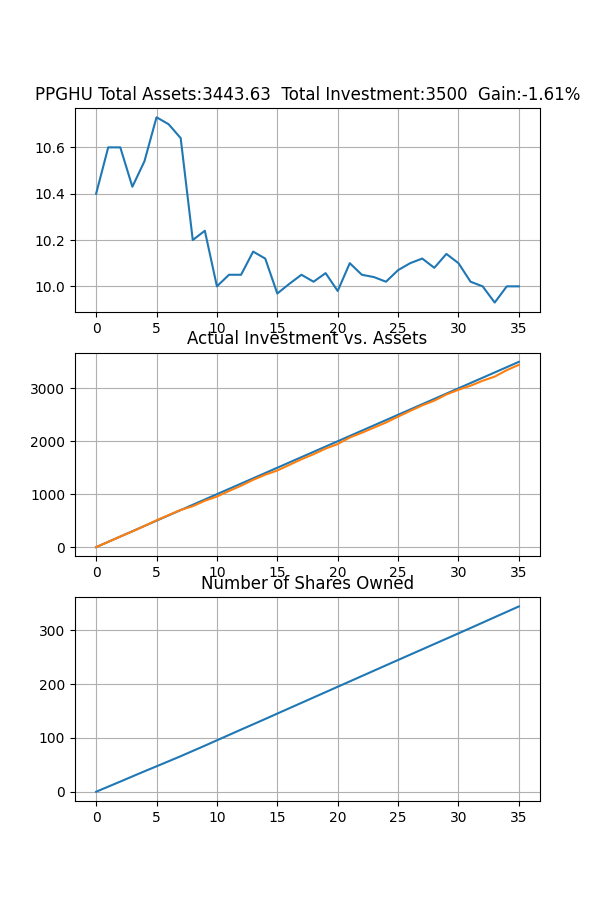 PPGHU Total Assets:3443.63  Total Investment:3500  Gain:-1.61%
10.6
10.4
10.2
10.0
0 5 10 15 20 25 30 35
Actual Investment vs. Assets
3000
2000
1000
0
0 5 10 15 20 25 30 35
Number of Shares Owned
300
200
100
0
0 5 10 15 20 25 30 35